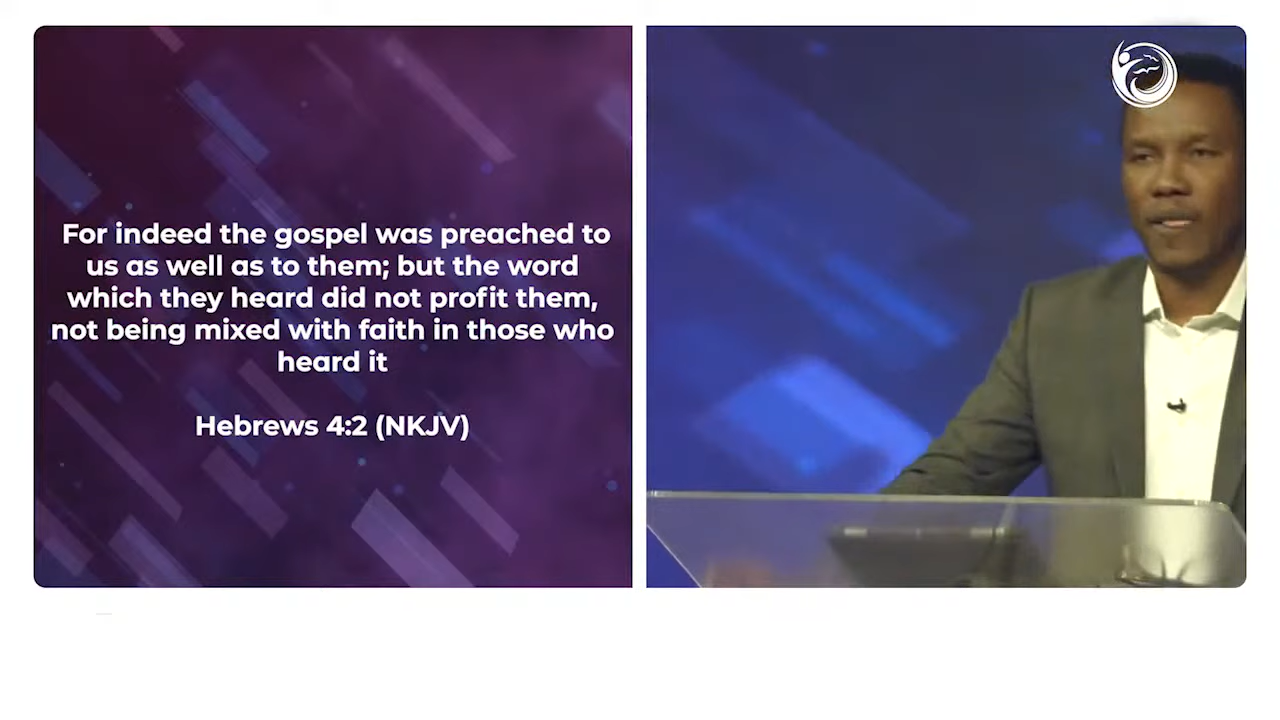 For indeed the gospel was preached to
us as well as to them; but the word
which they heard did not profit them,
not being mixed with faith in those who
heard it
Hebrews 4:2 (NKJV)